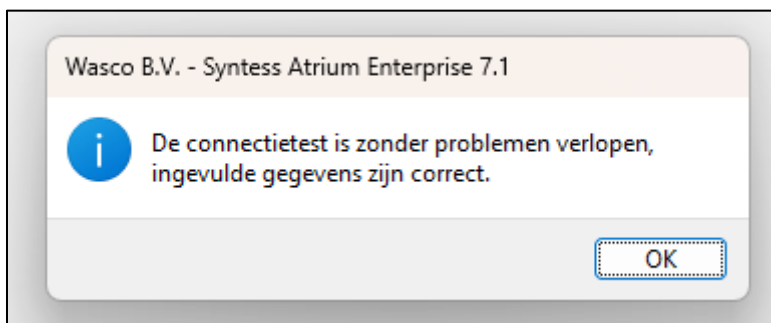 Wasco B.V. - Syntess Atrium Enterprise 7.1
De connectietest is zonder problemen verlopen,
ingevulde gegevens zijn correct.
OK